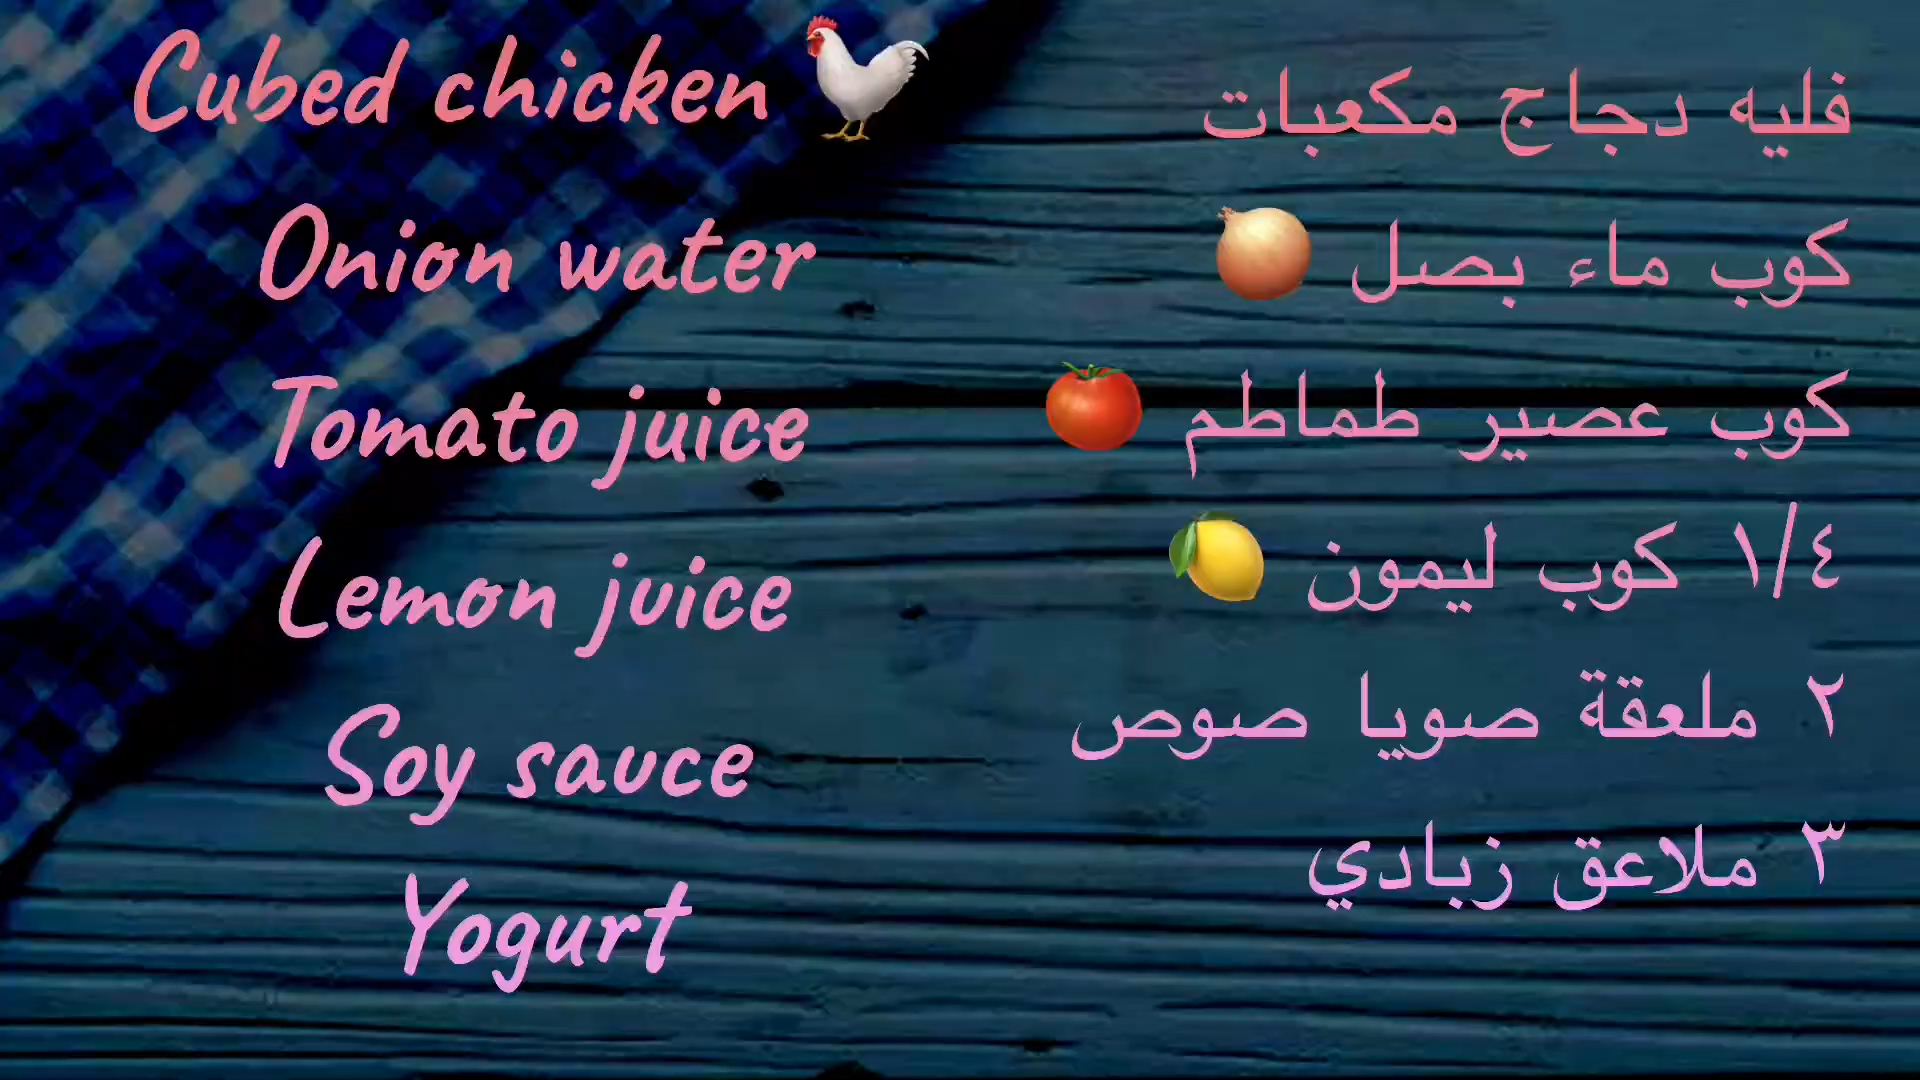 Cubed chicken 🐓
Onion water
Tomato juice
Lemon juice
Soy sauce
Yogurt
فليه دجاج مكعبات
كوب ماء بصل 🧅
كوب عصير طماطم 🍅
١/٤ كوب ليمون 🍋
٢ ملعقة صويا صوص
٣ ملاعق زبادي